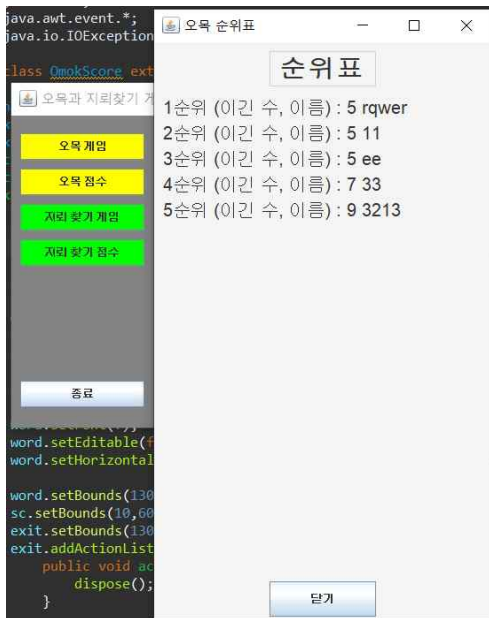 java.awt.event.*;
java.io.IOException
class OmokScore ext
오목과 지뢰찾기 게
오목 게임
오목 점수
지뢰 찾기 게임
지뢰 찾기 점수
종료
오목 순위표
순위표
1순위 (이긴 수, 이름) : 5 rqwer
2순위 (이긴 수, 이름) : 5 11
3순위 (이긴 수, 이름) : 5 ee
4순위 (이긴 수, 이름) : 7 33
5순위 (이긴 수, 이름) : 9 3213
닫기
word.setEditable(f
word.setHorizontal
word.setBounds(130
sc.setBounds(10,60
exit.setBounds(130
exit.addActionList
public void ac
dispose();
}